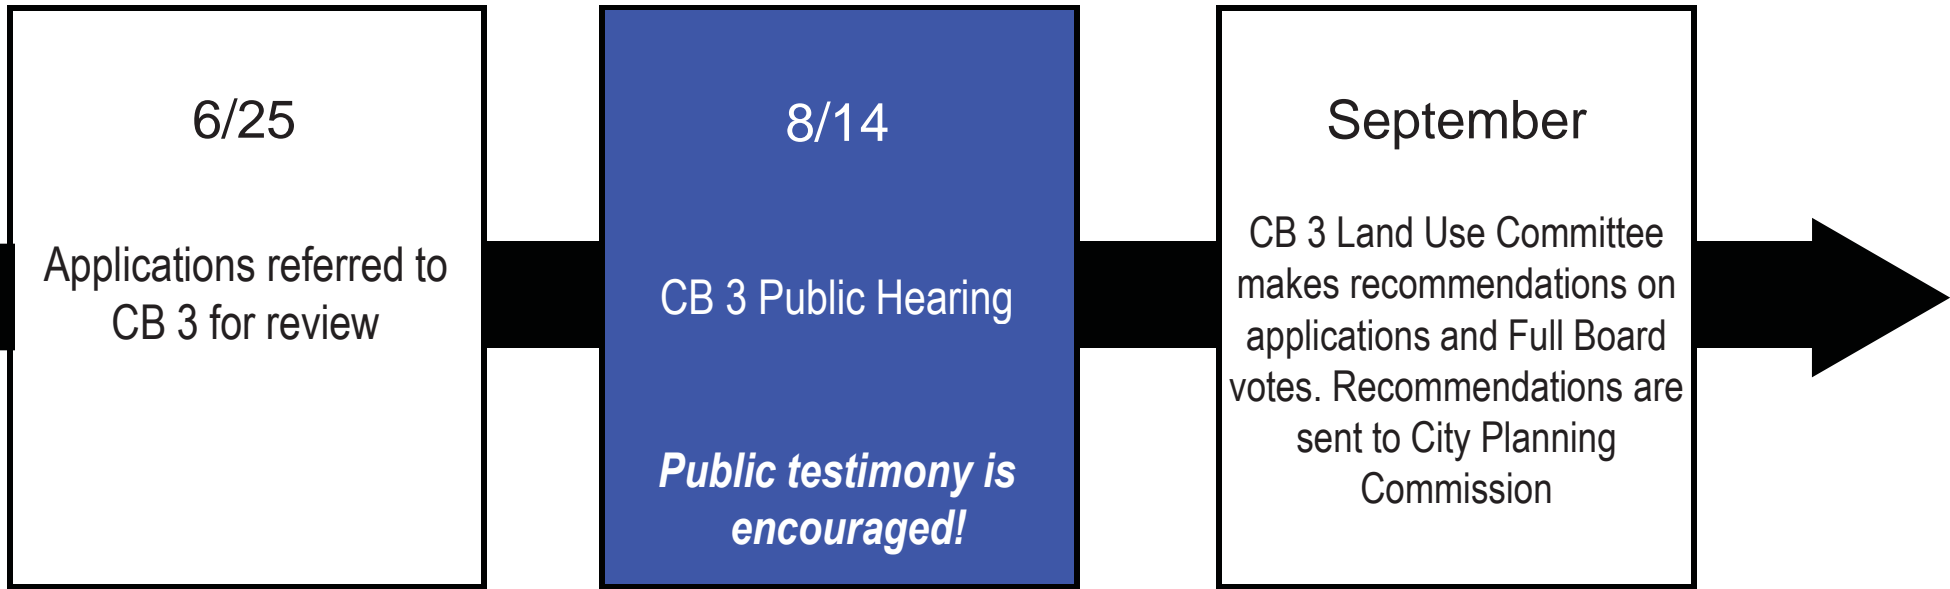 6/25
Applications referred to
CB 3 for review
8/14
CB 3 Public Hearing
Public testimony is
encouraged!
September
CB 3 Land Use Committee
makes recommendations on
applications and Full Board
votes. Recommendations are
sent to City Planning
Commission